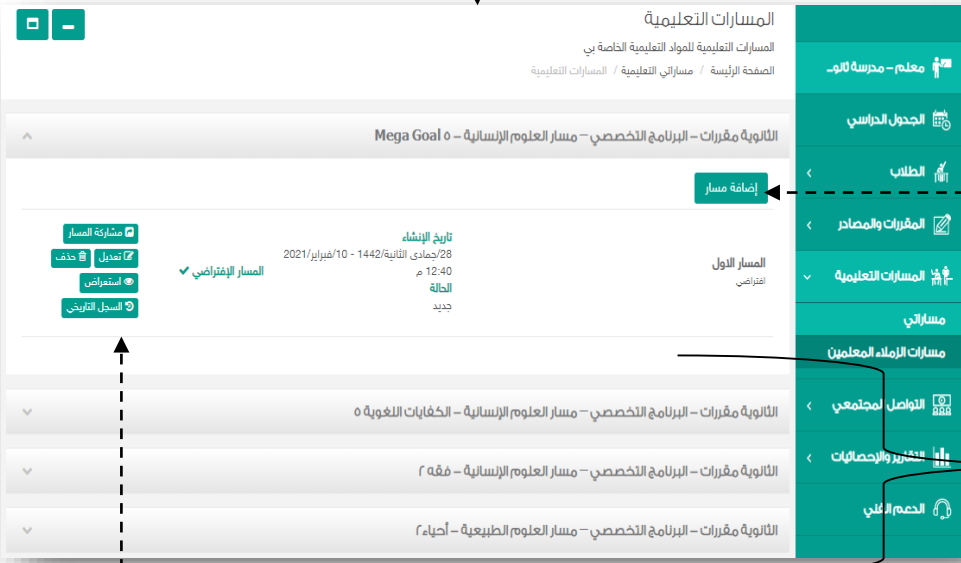 المسارات التعليمية
المسارات التعليمية للمواد التعليمية الخاصة بي
الصفحة الرئيسة / مساراتي التعليمية / المسارات التعليمية
معلم – مدرسة ثانو..
الجدول الدراسي
الطلاب
المقررات والمصادر
المسارات التعليمية
مساراتي
مسارات الزملاء المعلمين
التواصل المجتمعي
التقارير والإحصائيات
الدعم الفني
الثانوية مقررات – البرنامج التخصصي – مسار العلوم الإنسانية – Mega Goal ٥
إضافة مسار
المسار الاول
افتراضي
تاريخ الإنشاء
28/جمادى الثانية/1442 - 10/فبراير/2021
12:40 م
الحالة
جديد
المسار الإفتراضي
مشاركة المسار
تعديل حذف
استعراض
السجل التاريخي
الثانوية مقررات – البرنامج التخصصي – مسار العلوم الإنسانية – الكفايات اللغوية ٥
الثانوية مقررات – البرنامج التخصصي – مسار العلوم الإنسانية – فقه ٢
الثانوية مقررات – البرنامج التخصصي – مسار العلوم الطبيعية – أحياء٢